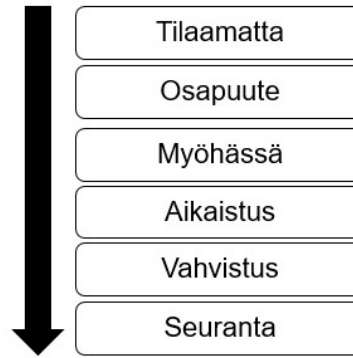 Tilaamatta
Osapuute
Myöhässä
Aikaistus
Vahvistus
Seuranta